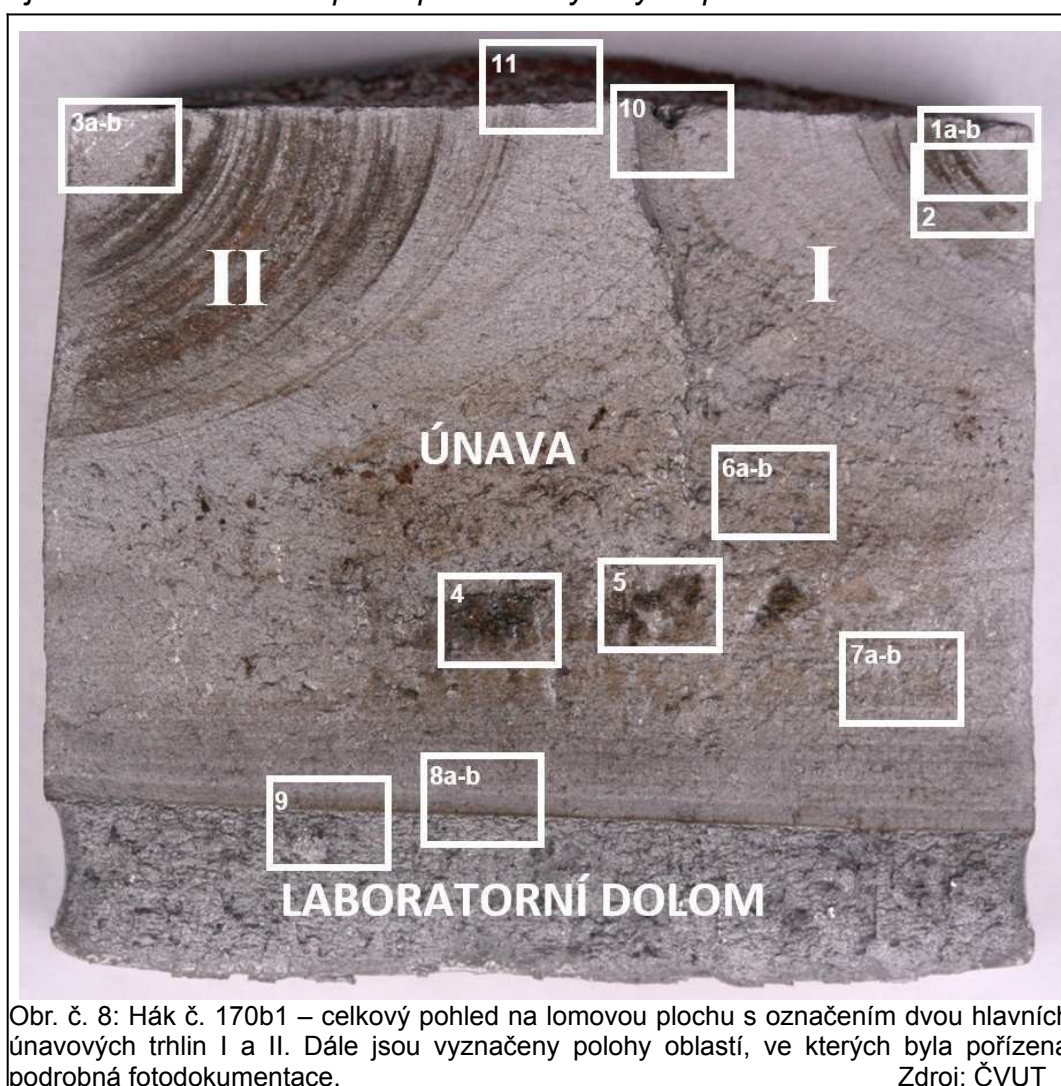 11
10
3a-b
1a-b
2
II
I
ÚNAVA
6a-b
4
5
7a-b
8a-b
9
LABORATORNÍ DOLOM
Obr. č. 8: Hák č. 170b1 – celkový pohled na lomovou plochu s označením dvou hlavních
únavových trhlin I a II. Dále jsou vyznačeny polohy oblastí, ve kterých byla pořízena
podrobná fotodokumentace. Zdroj: ČVUT